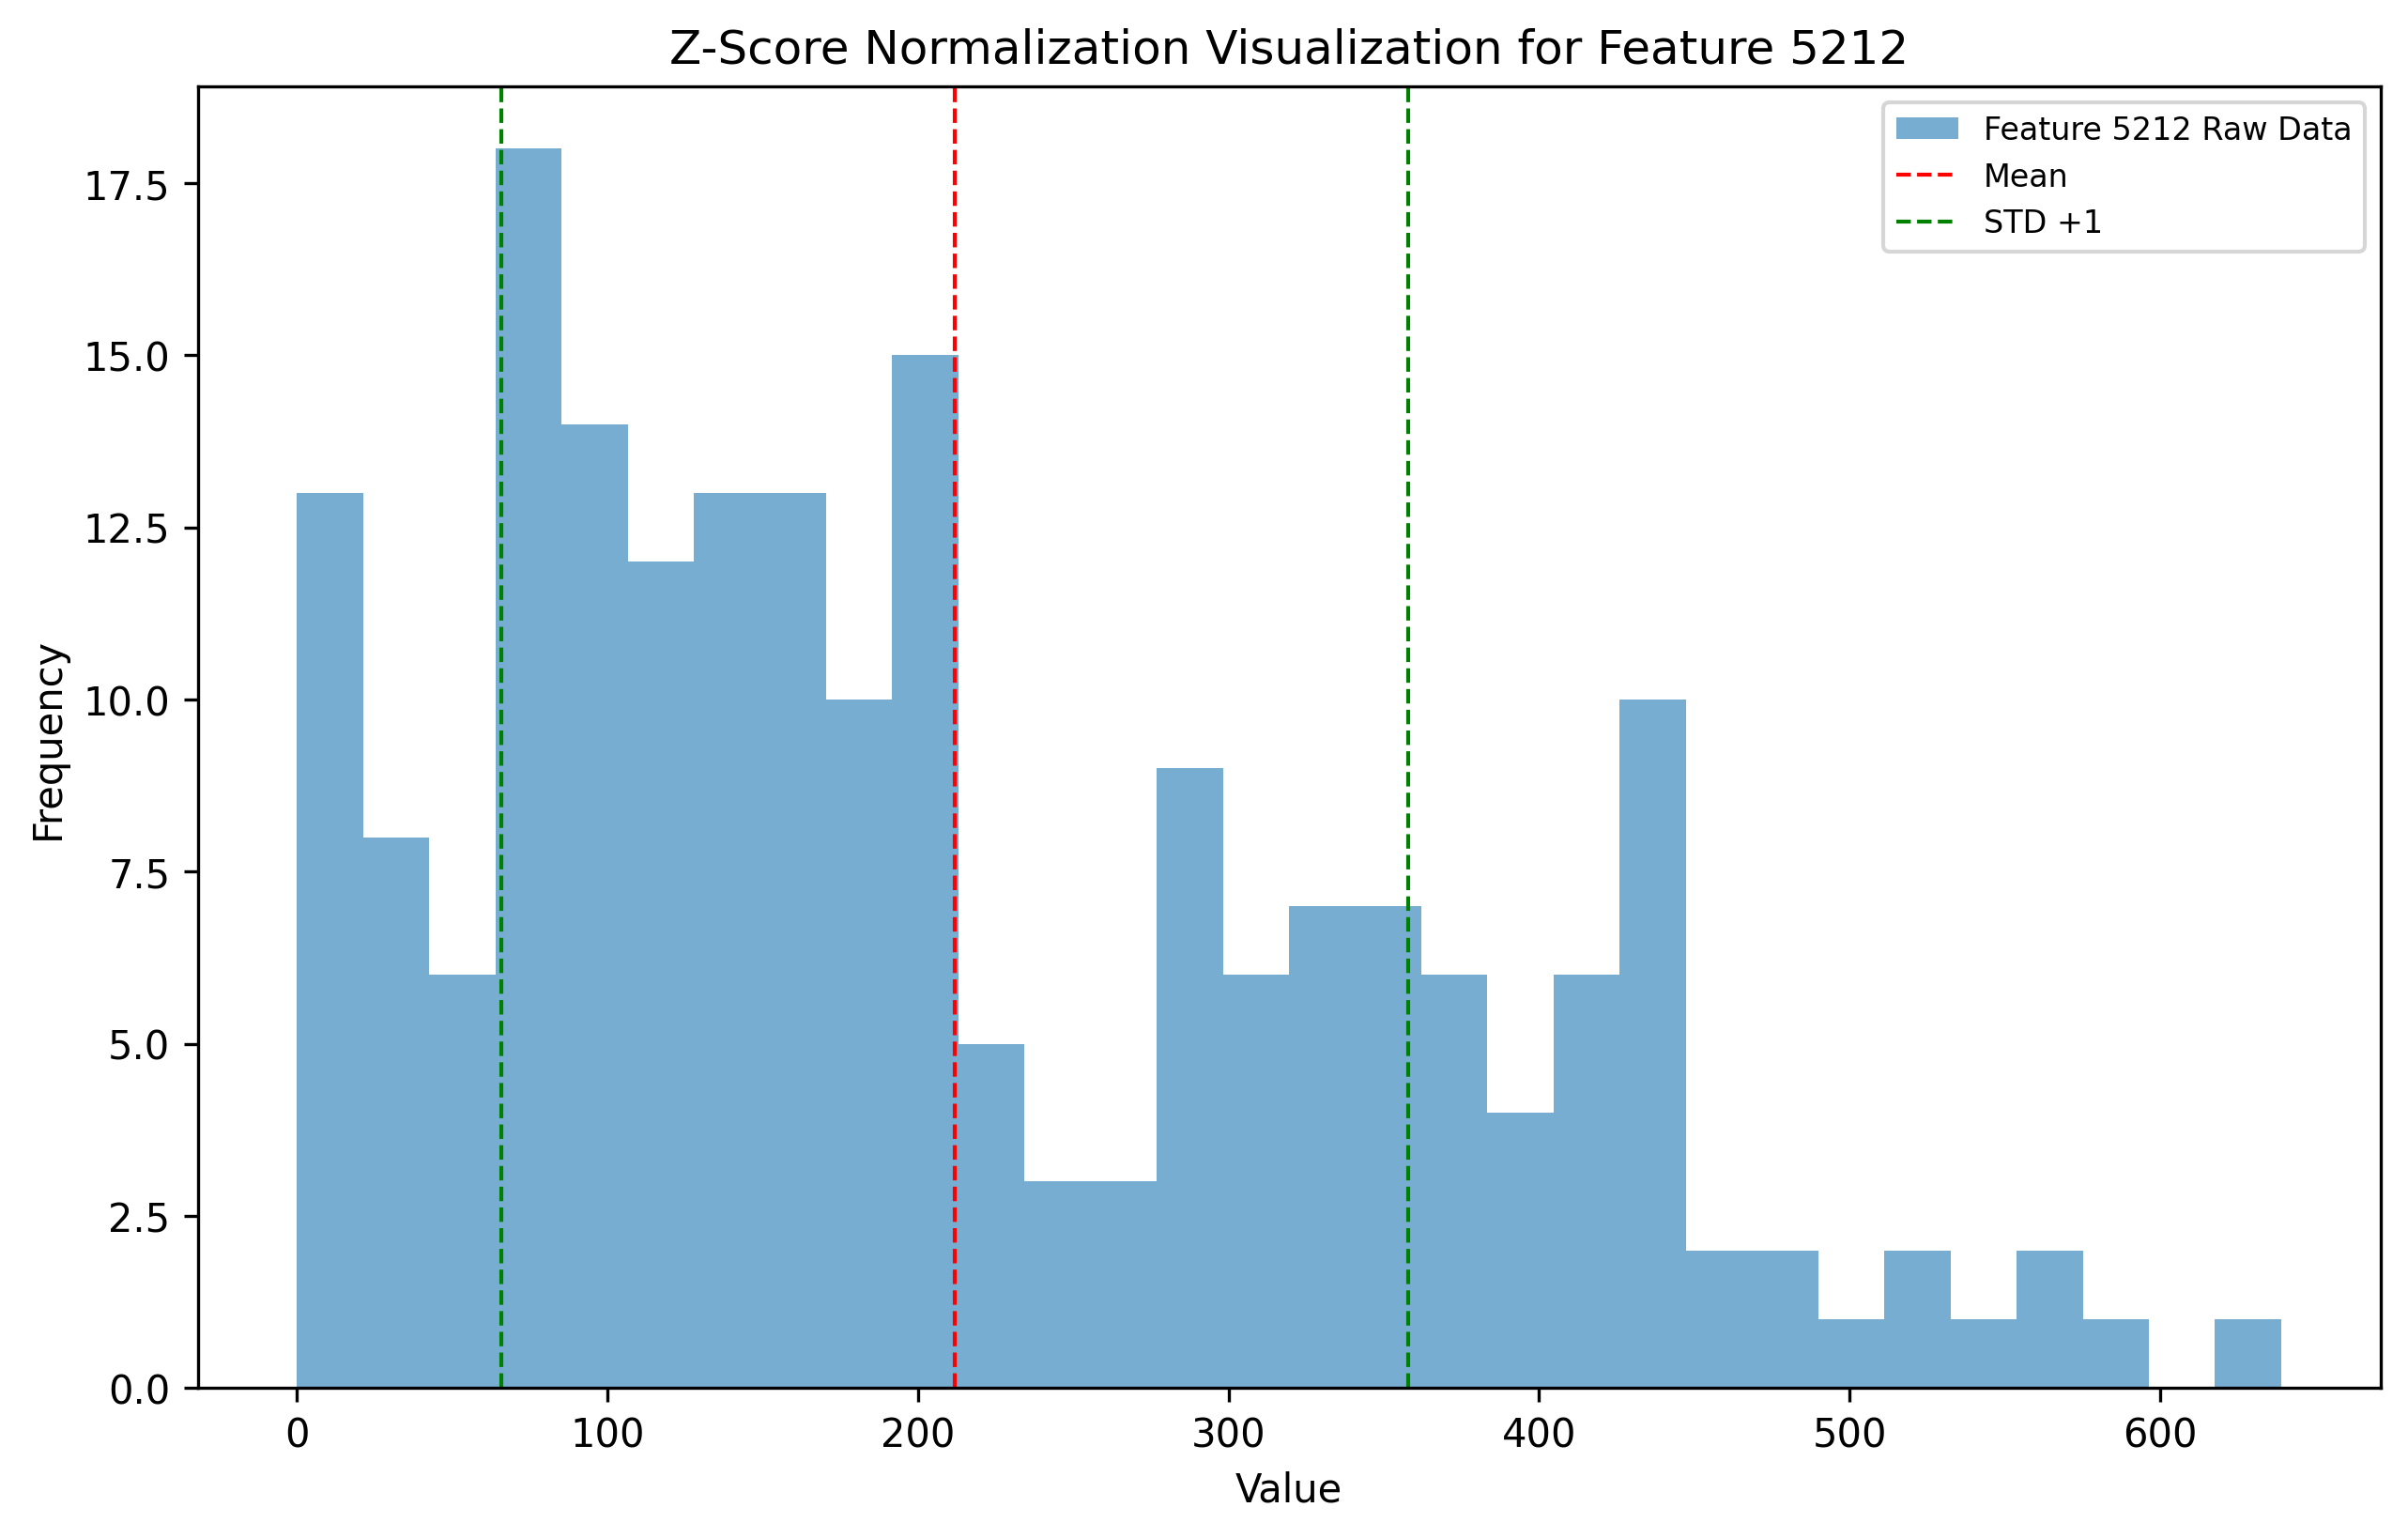 Z-Score Normalization Visualization for Feature 5212
Feature 5212 Raw Data
Mean
STD +1
17.5
15.0
12.5
10.0
7.5
5.0
2.5
0.0
Frequency
0 100 200 300 400 500 600
Value